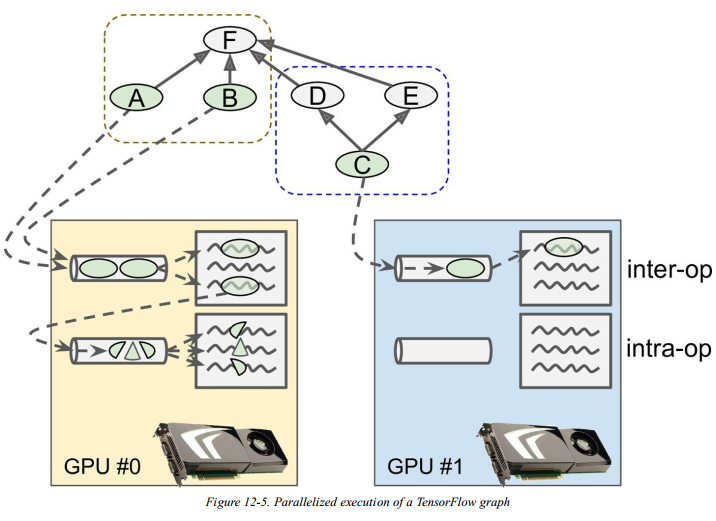 F
A
B
D
E
C
inter-op
intra-op
GPU #0
GPU #1
Figure 12-5. Parallelized execution of a TensorFlow graph